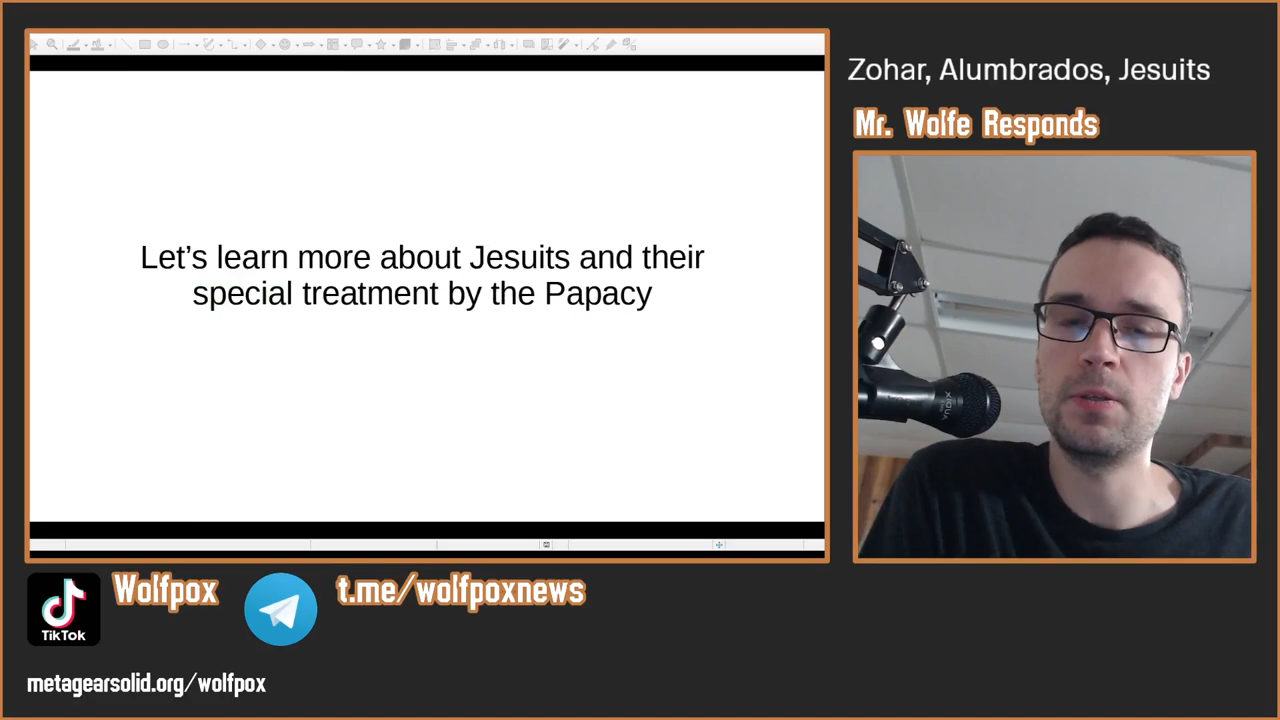 Zohar, Alumbrados, Jesuits
Mr. Wolfe Responds
Let’s learn more about Jesuits and their
special treatment by the Papacy
TikTok
Wolfpox
t.me/wolfpoxnews
metagearsolid.org/wolfpox